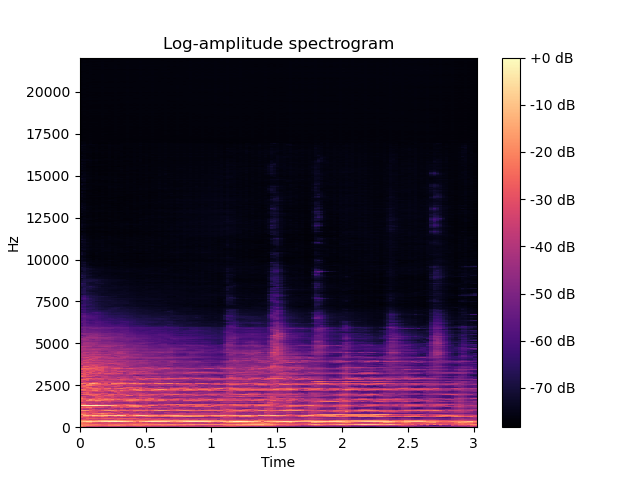 Log-amplitude spectrogram
Hz
20000
17500
15000
12500
10000
7500
5000
2500
0
0 0.5 1 1.5 2 2.5 3
Time
+0 dB
-10 dB
-20 dB
-30 dB
-40 dB
-50 dB
-60 dB
-70 dB